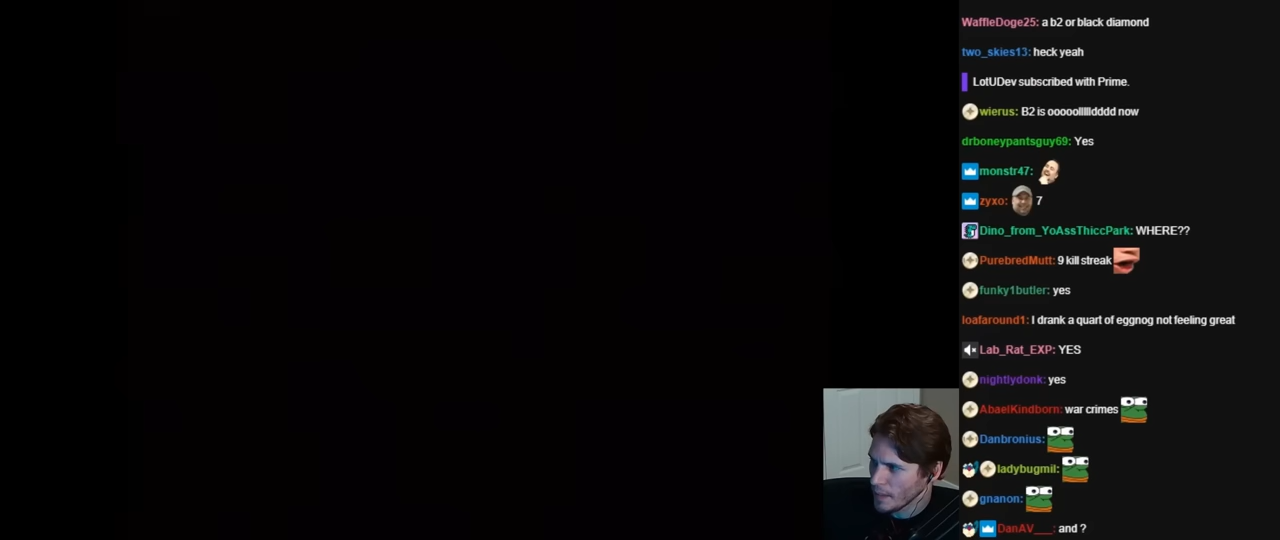 WaffleDoge25: a b2 or black diamond
two_skies13: heck yeah
LotUDev subscribed with Prime.
wierus: B2 is ooooolllllldddd now
drboneypantsguy69: Yes
monstr47:
zyxo: 7
Dino_from_YoAssThiccPark: WHERE??
PurebredMutt: 9 kill streak
funky1butler: yes
loafaround1: I drank a quart of eggnog not feeling great
Lab_Rat_EXP: YES
nightlydonk: yes
AbaelKindborn: war crimes
Danbronius:
ladybugmil:
gnanon:
DanAV___: and ?